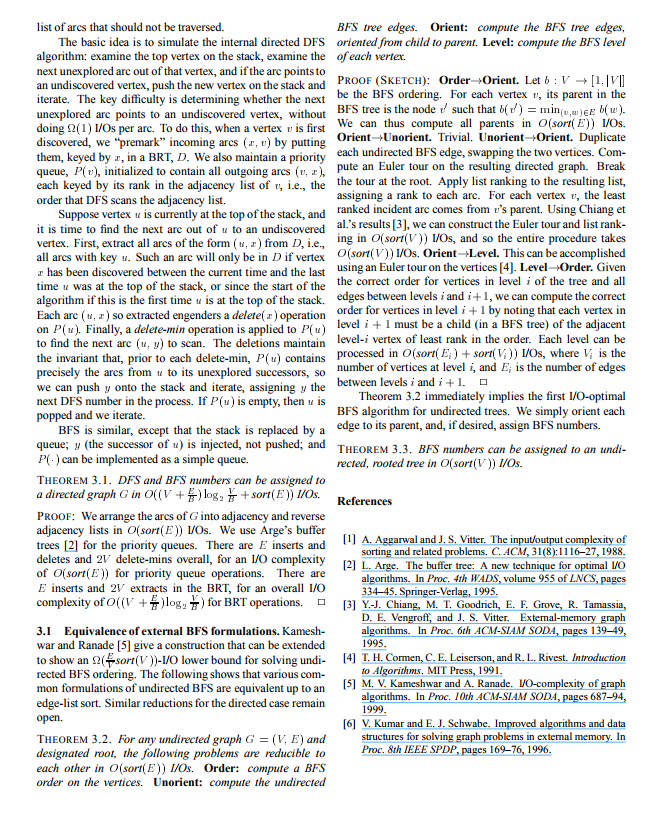 list of arcs that should not be traversed.
The basic idea is to simulate the internal directed DFS
algorithm: examine the top vertex on the stack, examine the
next unexplored arc out of that vertex, and if the arc points to
an undiscovered vertex, push the new vertex on the stack and
iterate. The key difficulty is determining whether the next
unexplored arc points to an undiscovered vertex, without
doing Ω(1) I/Os per arc. To do this, when a vertex v is first
discovered, we “premark” incoming arcs (x, v) by putting
them, keyed by x, in a BRT, D. We also maintain a priority
queue, P(v), initialized to contain all outgoing arcs (v, x),
each keyed by its rank in the adjacency list of v, i.e., the
order that DFS scans the adjacency list.
Suppose vertex u is currently at the top of the stack, and
it is time to find the next arc out of u to an undiscovered
vertex. First, extract all arcs of the form (u, x) from D, i.e.,
all arcs with key u. Such an arc will only be in D if vertex
x has been discovered between the current time and the last
time u was at the top of the stack, or since the start of the
algorithm if this is the first time u is at the top of the stack.
Each arc (u, x) so extracted engenders a delete(x) operation
on P(u). Finally, a delete-min operation is applied to P(u)
to find the next arc (u, y) to scan. The deletions maintain
the invariant that, prior to each delete-min, P(u) contains
precisely the arcs from u to its unexplored successors, so
we can push y onto the stack and iterate, assigning y the
next DFS number in the process. If P(u) is empty, then u is
popped and we iterate.
BFS is similar, except that the stack is replaced by a
queue; y (the successor of u) is injected, not pushed; and
P(·) can be implemented as a simple queue.
THEOREM 3.1. DFS and BFS numbers can be assigned to
a directed graph G in O((V + E/B) log₂ V/B + sort(E)) I/Os.
PROOF: We arrange the arcs of G into adjacency and reverse
adjacency lists in O(sort(E)) I/Os. We use Arge's buffer
trees [2] for the priority queues. There are E inserts and
deletes and 2V delete-mins overall, for an I/O complexity
of O(sort(E)) for priority queue operations. There are
E inserts and 2V extracts in the BRT, for an overall I/O
complexity of O((V + E/B) log₂ V/B) for BRT operations. □
3.1 Equivalence of external BFS formulations. Kamesh-
war and Ranade [5] give a construction that can be extended
to show an Ω(E/V sort(V))-I/O lower bound for solving undi-
rected BFS ordering. The following shows that various com-
mon formulations of undirected BFS are equivalent up to an
edge-list sort. Similar reductions for the directed case remain
open.
THEOREM 3.2. For any undirected graph G = (V, E) and
designated root, the following problems are reducible to
each other in O(sort(E)) I/Os. Order: compute a BFS
order on the vertices. Unorient: compute the undirected
BFS tree edges. Orient: compute the BFS tree edges,
oriented from child to parent. Level: compute the BFS level
of each vertex.
PROOF (SKETCH): Order→Orient. Let b : V → [1, |V|]
be the BFS ordering. For each vertex v, its parent in the
BFS tree is the node v′ such that b(v′) = min(v,w)∈E b(w).
We can thus compute all parents in O(sort(E)) I/Os.
Orient→Unorient. Trivial. Unorient→Orient. Duplicate
each undirected BFS edge, swapping the two vertices. Com-
pute an Euler tour on the resulting directed graph. Break
the tour at the root. Apply list ranking to the resulting list,
assigning a rank to each arc. For each vertex v, the least
ranked incident arc comes from v's parent. Using Chiang et
al.'s results [3], we can construct the Euler tour and list rank-
ing in O(sort(V)) I/Os, and so the entire procedure takes
O(sort(V)) I/Os. Orient→Level. This can be accomplished
using an Euler tour on the vertices [4]. Level→Order. Given
the correct order for vertices in level i of the tree and all
edges between levels i and i+1, we can compute the correct
order for vertices in level i + 1 by noting that each vertex in
level i + 1 must be a child (in a BFS tree) of the adjacent
level-i vertex of least rank in the order. Each level can be
processed in O(sort(Eᵢ) + sort(Vᵢ)) I/Os, where Vᵢ is the
number of vertices at level i, and Eᵢ is the number of edges
between levels i and i + 1. □
Theorem 3.2 immediately implies the first I/O-optimal
BFS algorithm for undirected trees. We simply orient each
edge to its parent, and, if desired, assign BFS numbers.
THEOREM 3.3. BFS numbers can be assigned to an undi-
rected, rooted tree in O(sort(V)) I/Os.
References
[1] A. Aggarwal and J. S. Vitter. The input/output complexity of
sorting and related problems. C. ACM, 31(8):1116–27, 1988.
[2] L. Arge. The buffer tree: A new technique for optimal I/O
algorithms. In Proc. 4th WADS, volume 955 of LNCS, pages
334–45. Springer-Verlag, 1995.
[3] Y.-J. Chiang, M. T. Goodrich, E. F. Grove, R. Tamassia,
D. E. Vengroff, and J. S. Vitter. External-memory graph
algorithms. In Proc. 6th ACM-SIAM SODA, pages 139–49,
1995.
[4] T. H. Cormen, C. E. Leiserson, and R. L. Rivest. Introduction
to Algorithms. MIT Press, 1991.
[5] M. V. Kameshwar and A. Ranade. I/O-complexity of graph
algorithms. In Proc. 10th ACM-SIAM SODA, pages 687–94,
1999.
[6] V. Kumar and E. J. Schwabe. Improved algorithms and data
structures for solving graph problems in external memory. In
Proc. 8th IEEE SPDP, pages 169–76, 1996.